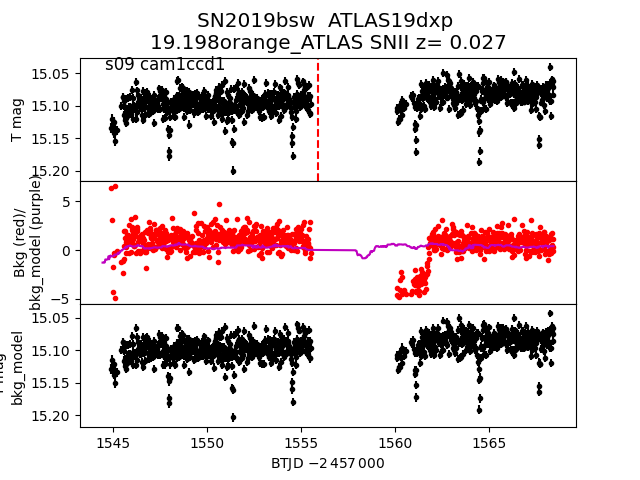 SN2019bsw ATLAS19dxp
19.198orange_ATLAS SNII z= 0.027
s09 cam1ccd1
T mag
15.05
15.10
15.15
15.20
Bkg (red)/
bkg_model (purple)
5
0
−5
T mag
bkg_model
15.05
15.10
15.15
15.20
1545
1550
1555
1560
1565
BTJD −2 457 000